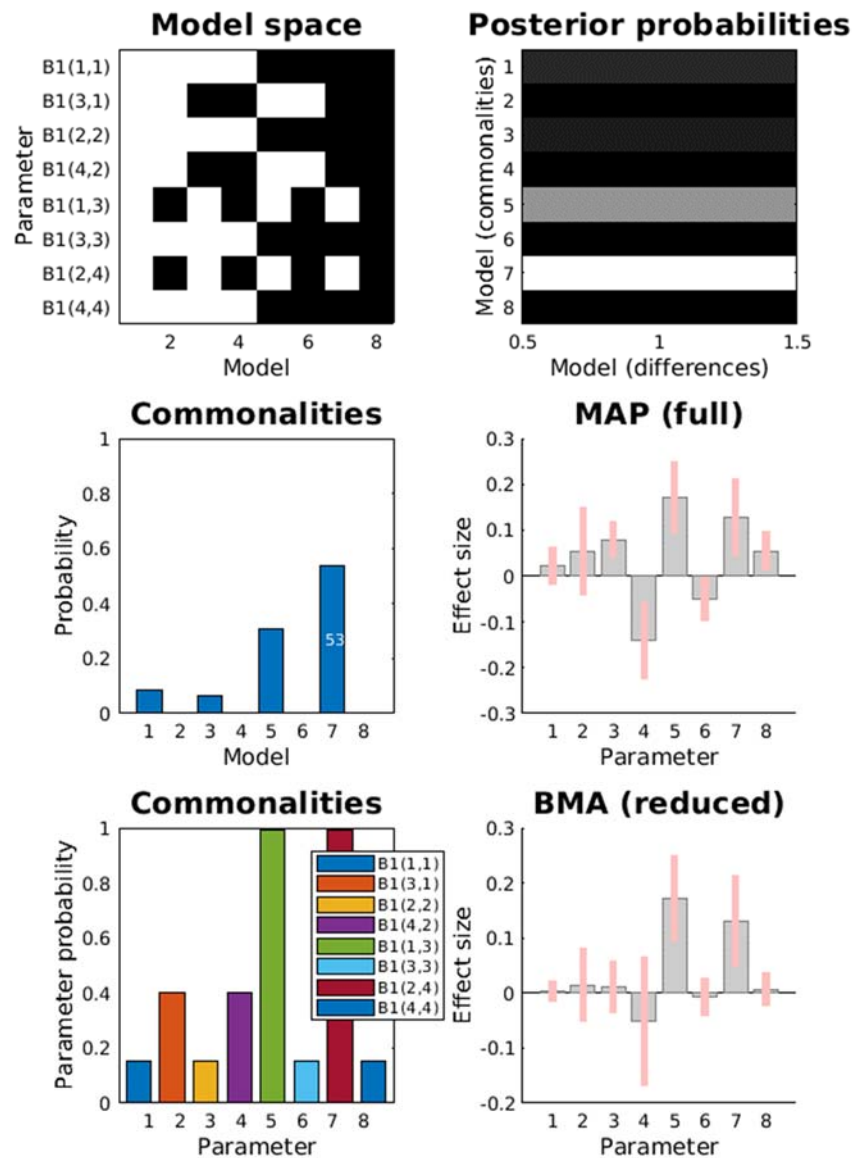 Model space
Parameter
B1(1,1)
B1(3,1)
B1(2,2)
B1(4,2)
B1(1,3)
B1(3,3)
B1(2,4)
B1(4,4)
2 4 6 8
Model
Posterior probabilities
Model (commonalities)
1
2
3
4
5
6
7
8
0.5 1 1.5
Model (differences)
Commonalities
Probability
1
0.8
0.6
0.4
0.2
0
53
1 2 3 4 5 6 7 8
Model
MAP (full)
Effect size
0.3
0.2
0.1
0
-0.1
-0.2
-0.3
1 2 3 4 5 6 7 8
Parameter
Commonalities
Parameter probability
1
0.8
0.6
0.4
0.2
0
B1(1,1)
B1(3,1)
B1(2,2)
B1(4,2)
B1(1,3)
B1(3,3)
B1(2,4)
B1(4,4)
1 2 3 4 5 6 7 8
Parameter
BMA (reduced)
Effect size
0.3
0.2
0.1
0
-0.1
-0.2
1 2 3 4 5 6 7 8
Parameter